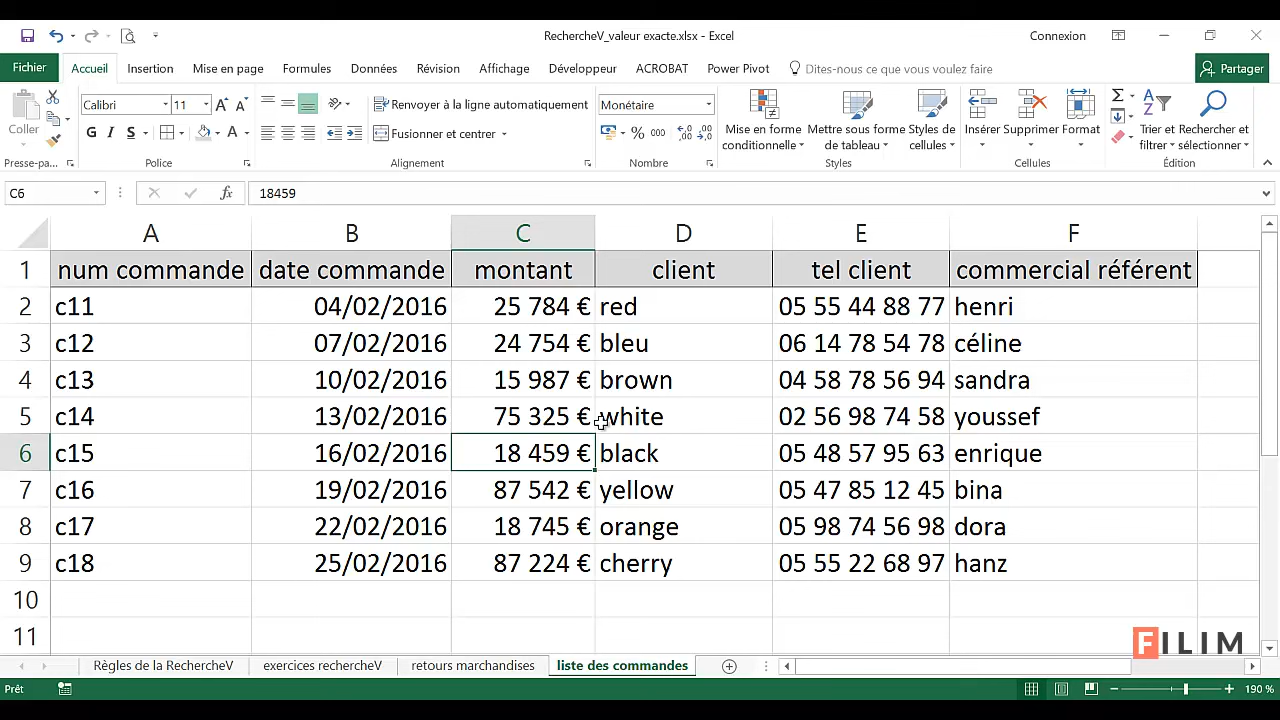 RechercheV_valeur exacte.xlsx - Excel
Connexion
Fichier Accueil Insertion Mise en page Formules Données Révision Affichage Développeur ACROBAT Power Pivot Dites-nous ce que vous voulez faire Partager
Coller
Calibri 11
G I S
A A A
Renvoyer à la ligne automatiquement
Fusionner et centrer
Monétaire
% 000
Mise en forme conditionnelle
Mettre sous forme de tableau
Styles de cellules
Insérer Supprimer Format
Trier et filtrer
Rechercher et sélectionner
Presse-pa... Police Alignement Nombre Styles Cellules Édition
C6 fx 18459
A B C D E F
1 num commande date commande montant client tel client commercial référent
2 c11 04/02/2016 25 784 € red 05 55 44 88 77 henri
3 c12 07/02/2016 24 754 € bleu 06 14 78 54 78 céline
4 c13 10/02/2016 15 987 € brown 04 58 78 56 94 sandra
5 c14 13/02/2016 75 325 € white 02 56 98 74 58 youssef
6 c15 16/02/2016 18 459 € black 05 48 57 95 63 enrique
7 c16 19/02/2016 87 542 € yellow 05 47 85 12 45 bina
8 c17 22/02/2016 18 745 € orange 05 98 74 56 98 dora
9 c18 25/02/2016 87 224 € cherry 05 55 22 68 97 hanz
10
11
FILIM
Règles de la RechercheV exercices rechercheV retours marchandises liste des commandes
Prêt 190 %